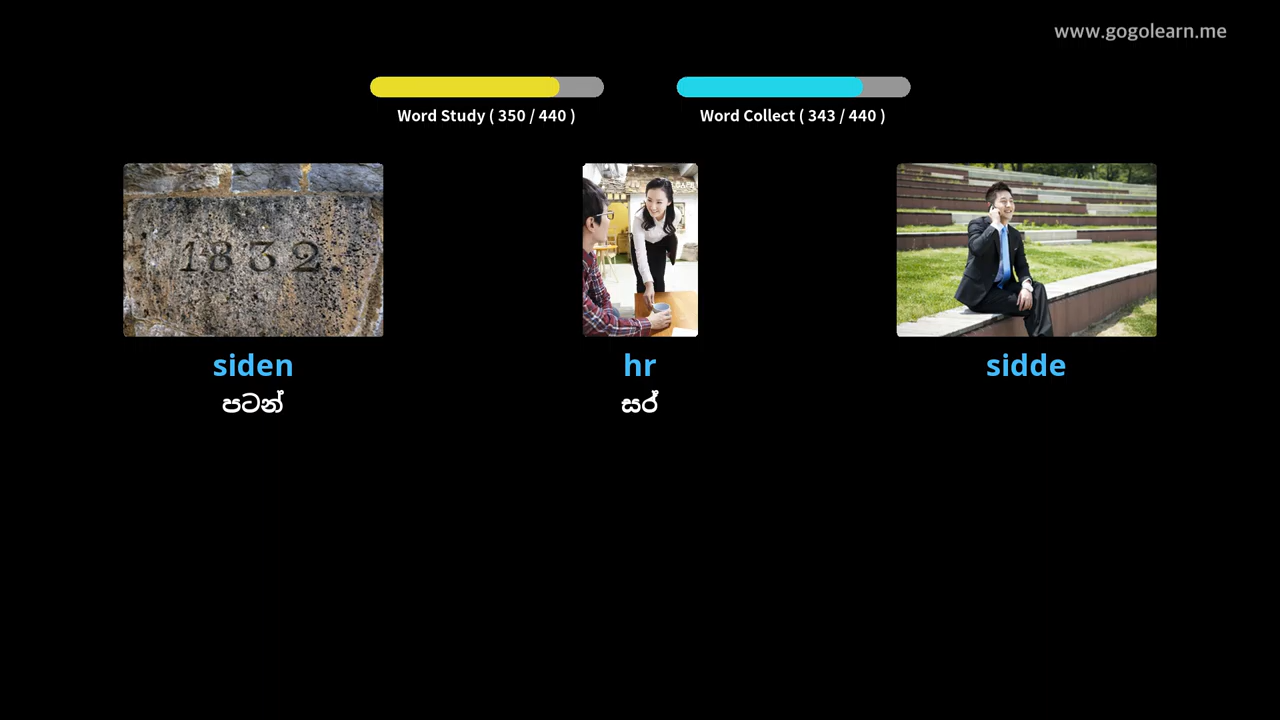 www.gogolearn.me
Word Study ( 350 / 440 )
Word Collect ( 343 / 440 )
1832.
siden
hr
sidde
පටන්
සර්